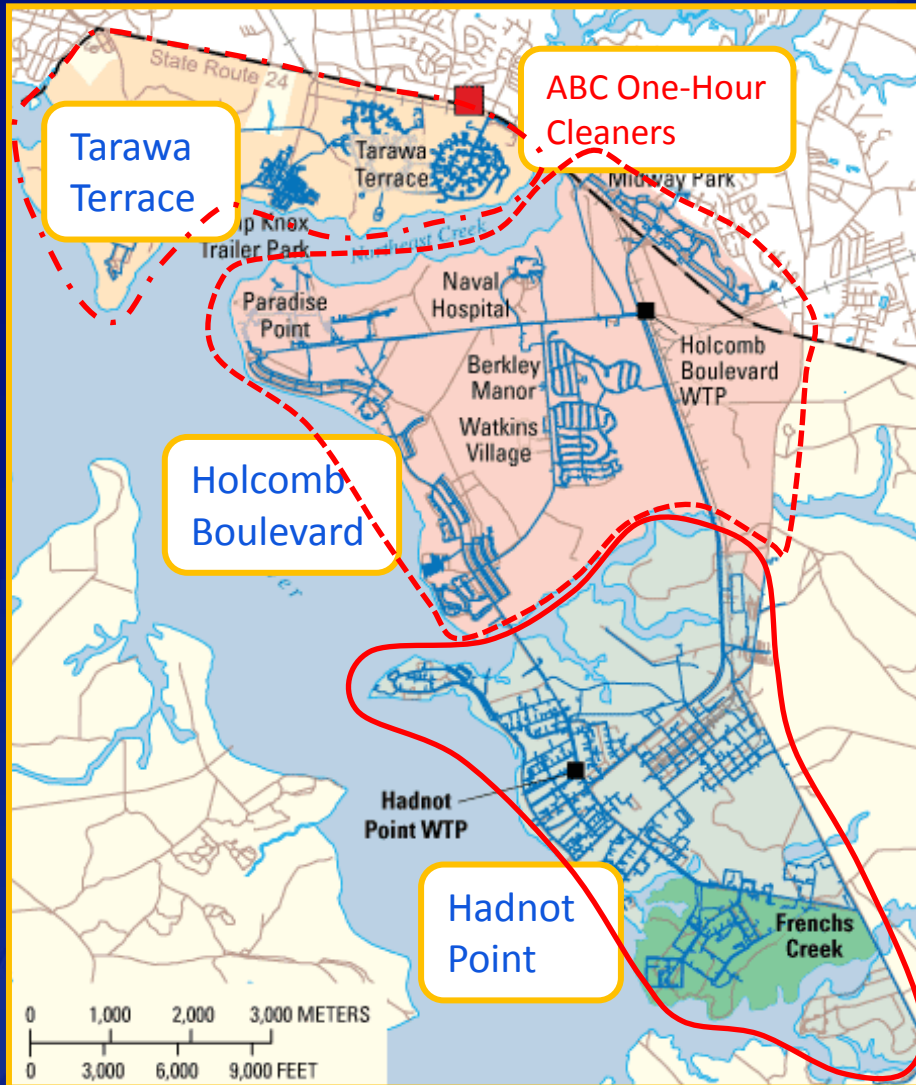 State Route 24
ABC One-Hour
Cleaners
Tarawa
Terrace
Tarawa
Terrace
Midway Park
Knox
Trailer Park
Northeast Creek
Naval
Hospital
Paradise
Point
Holcomb
Boulevard
WTP
Berkley
Manor
Watkins
Village
Holcomb
Boulevard
Hadnot
Point WTP
Hadnot
Point
Frenchs
Creek
0 1,000 2,000 3,000 METERS
0 3,000 6,000 9,000 FEET